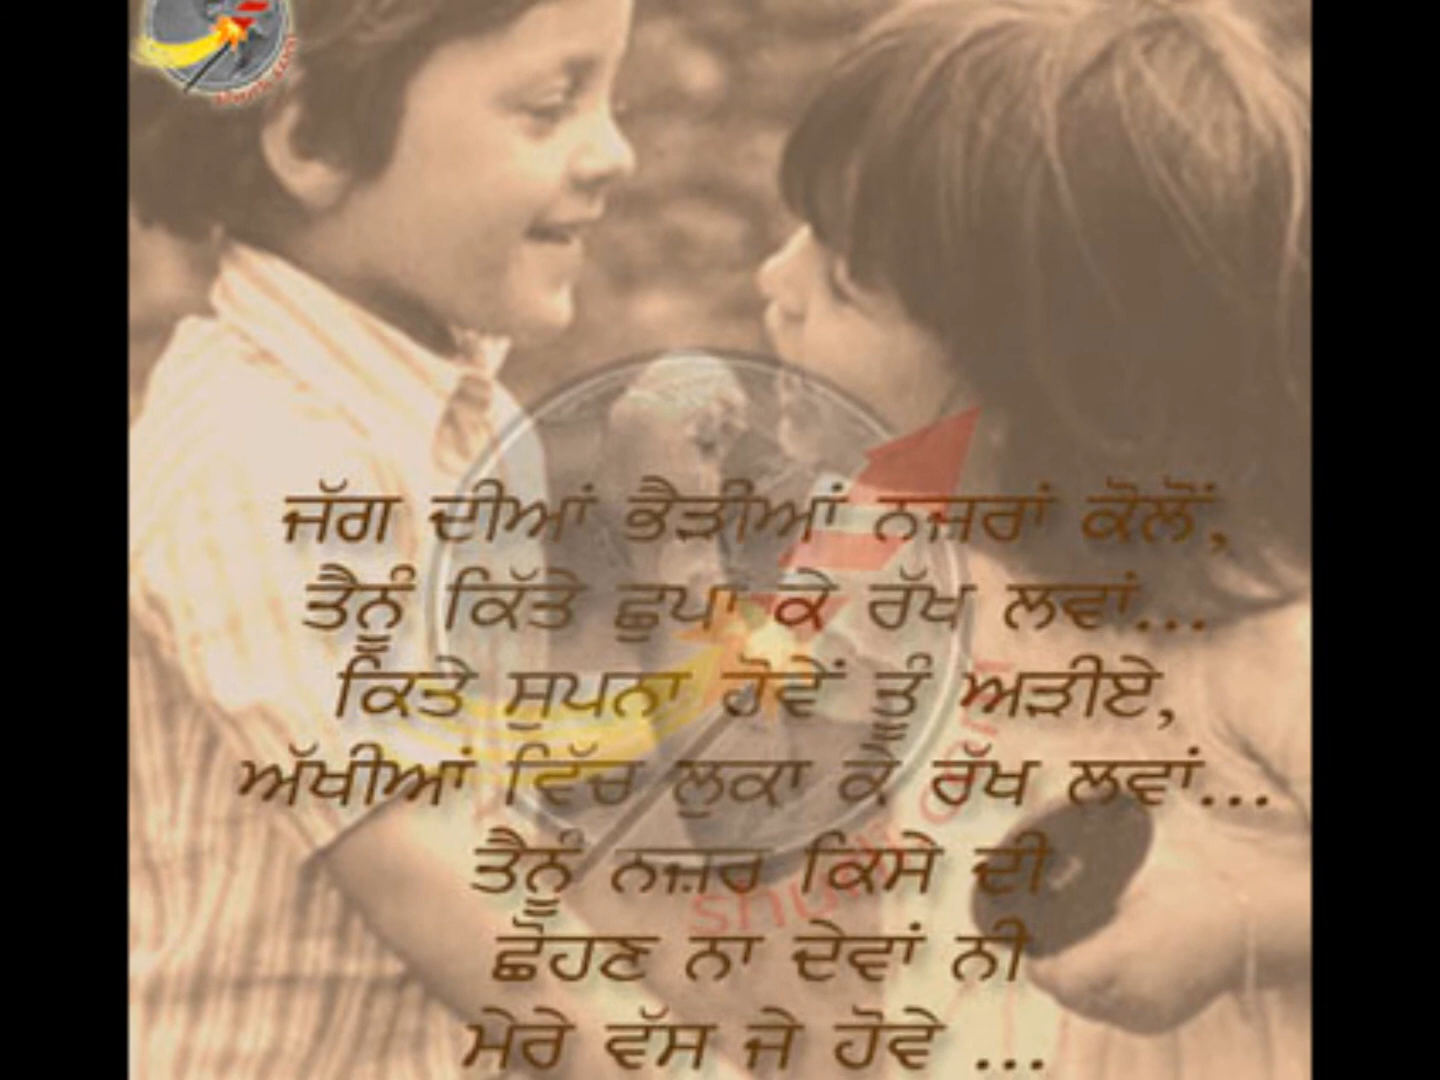 ਜੱਗ ਦੀਆਂ ਭੈੜੀਆਂ ਨਜ਼ਰਾਂ ਕੋਲੋਂ,
ਤੈਨੂੰ ਕਿੱਤੇ ਛੁਪਾ ਕੇ ਰੱਖ ਲਵਾਂ...
ਕਿਤੇ ਸੁਪਨਾ ਹੋਵੇਂ ਤੂੰ ਅੜੀਏ,
ਅੱਖੀਆਂ ਵਿੱਚ ਲੁਕਾ ਕੇ ਰੱਖ ਲਵਾਂ...
ਤੈਨੂੰ ਨਜ਼ਰ ਕਿਸੇ ਦੀ
ਛੋਹਣ ਨਾ ਦੇਵਾਂ ਨੀ
ਮੇਰੇ ਵੱਸ ਜੇ ਹੋਵੇ ...